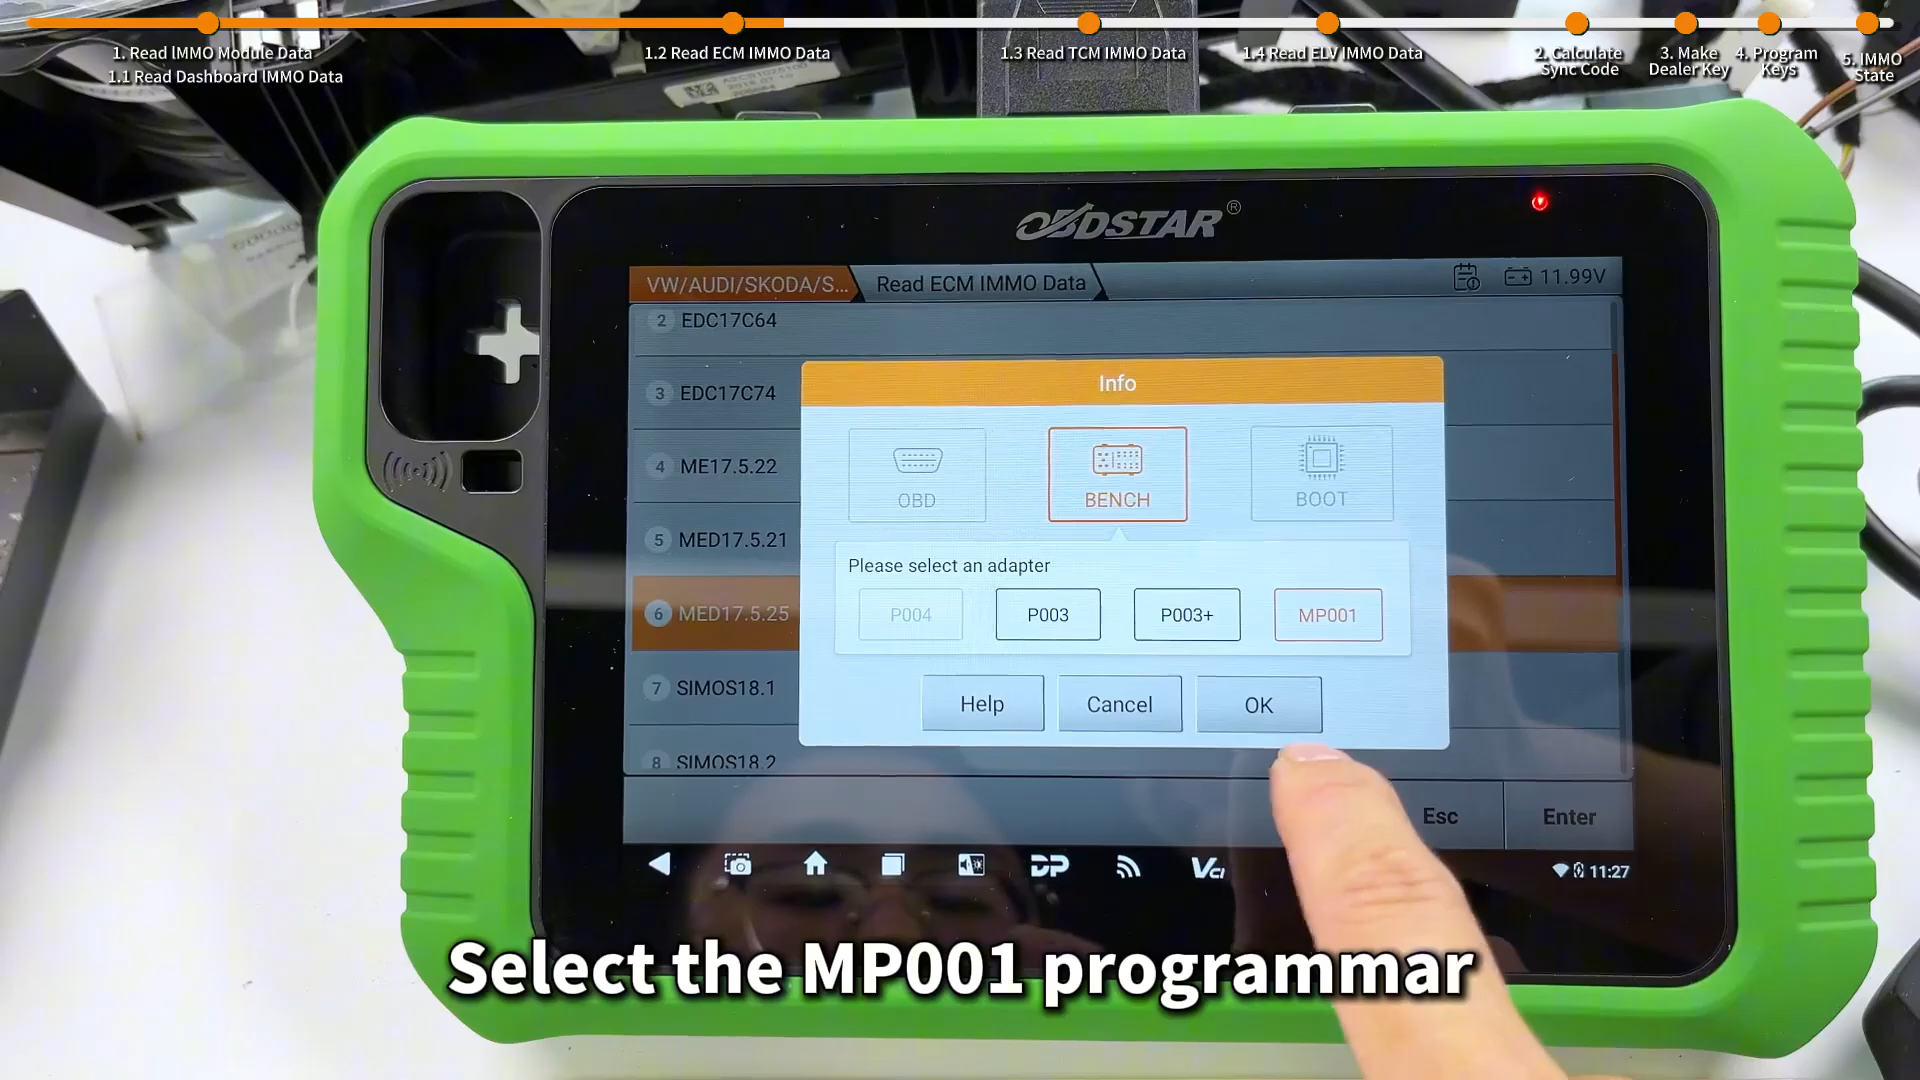 1. Read IMMO Module Data
1.1 Read Dashboard IMMO Data
1.2 Read ECM IMMO Data
1.3 Read TCM IMMO Data
1.4 Read ELV IMMO Data
2. Calculate
Sync Code
3. Make
Dealer Key
4. Program
Keys
5. IMMO
State
OBDSTAR®
VW/AUDI/SKODA/S...
Read ECM IMMO Data
11.99V
2 EDC17C64
3 EDC17C74
4 ME17.5.22
5 MED17.5.21
6 MED17.5.25
7 SIMOS18.1
8 SIMOS18.2
Info
OBD
BENCH
BOOT
Please select an adapter
P004
P003
P003+
MP001
Help
Cancel
OK
Esc
Enter
DP
VCI
11:27
Select the MP001 programmar